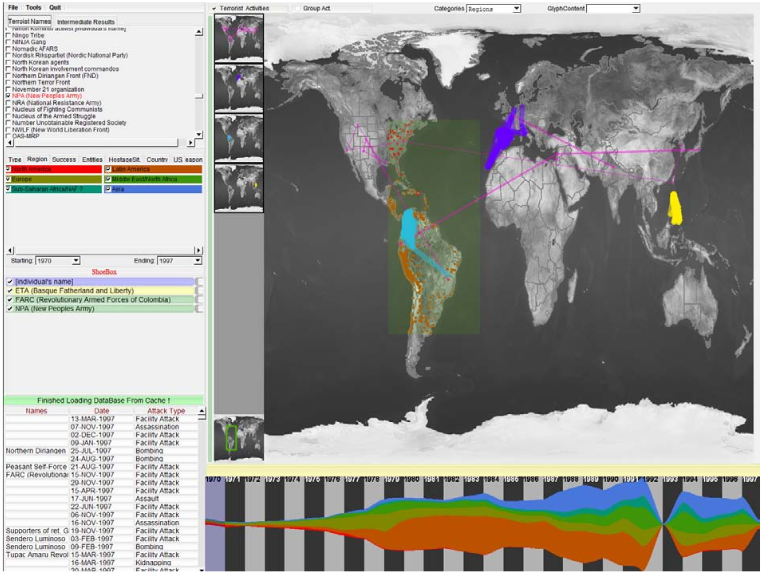 File Tools Quit
Terrorist Activities
Group Act.
Categories Regions
GlyphContent
Terroist Names
Intermediate Results
Ninja Tribe
NINJA Gang
Nomadic AFARS
Nordisk Rikspartiet (Nordic National Party)
North Korean agents
North Korean involvement commandos
Northern Diriangen Front (FND)
Northern Terror Front
November 21 organization
NPA (New Peoples Army)
NRA (National Resistance Army)
Nucleus of Fighting Communists
Nucleus of the Armed Struggle
Number Unobtainable Registered Society
NWLF (New World Liberation Front)
OAS-MRP
Type Region Success Entities HostageSit. Country US eason
North America
Latin America
Europe
Middle East/North Africa
Asia
Starting: 1970
Ending: 1997
ShoeBox
[individual's name]
ETA (Basque Fatherland and Liberty)
FARC (Revolutionary Armed Forces of Colombia)
NPA (New Peoples Army)
Finished Loading DataBase From Cache !
Names Date Attack Type
13-MAR-1997 Facility Attack
07-NOV-1997 Assassination
02-DEC-1997 Facility Attack
09-JAN-1997 Facility Attack
Northern Diriangen 25-JUL-1997 Bombing
24-AUG-1997 Bombing
Peasant Self-Force 21-AUG-1997 Facility Attack
FARC (Revolutiona 15-NOV-1997 Facility Attack
29-NOV-1997 Facility Attack
15-APR-1997 Facility Attack
17-JUN-1997 Assault
22-JUN-1997 Facility Attack
06-NOV-1997 Facility Attack
16-NOV-1997 Assassination
Supporters of ret. G 19-NOV-1997 Facility Attack
Sendero Luminoso 03-FEB-1997 Facility Attack
Sendero Luminoso 09-FEB-1997 Bombing
Tupac Amaru Revol 15-MAR-1997 Facility Attack
16-MAR-1997 Kidnapping
20-MAR-1997 Facility Attack
1970 1971 1972 1973 1974 1975 1976 1977 1978 1979 1980 1981 1982 1983 1984 1985 1986 1987 1988 1989 1990 1991 1992 1993 1994 1995 1996 1997